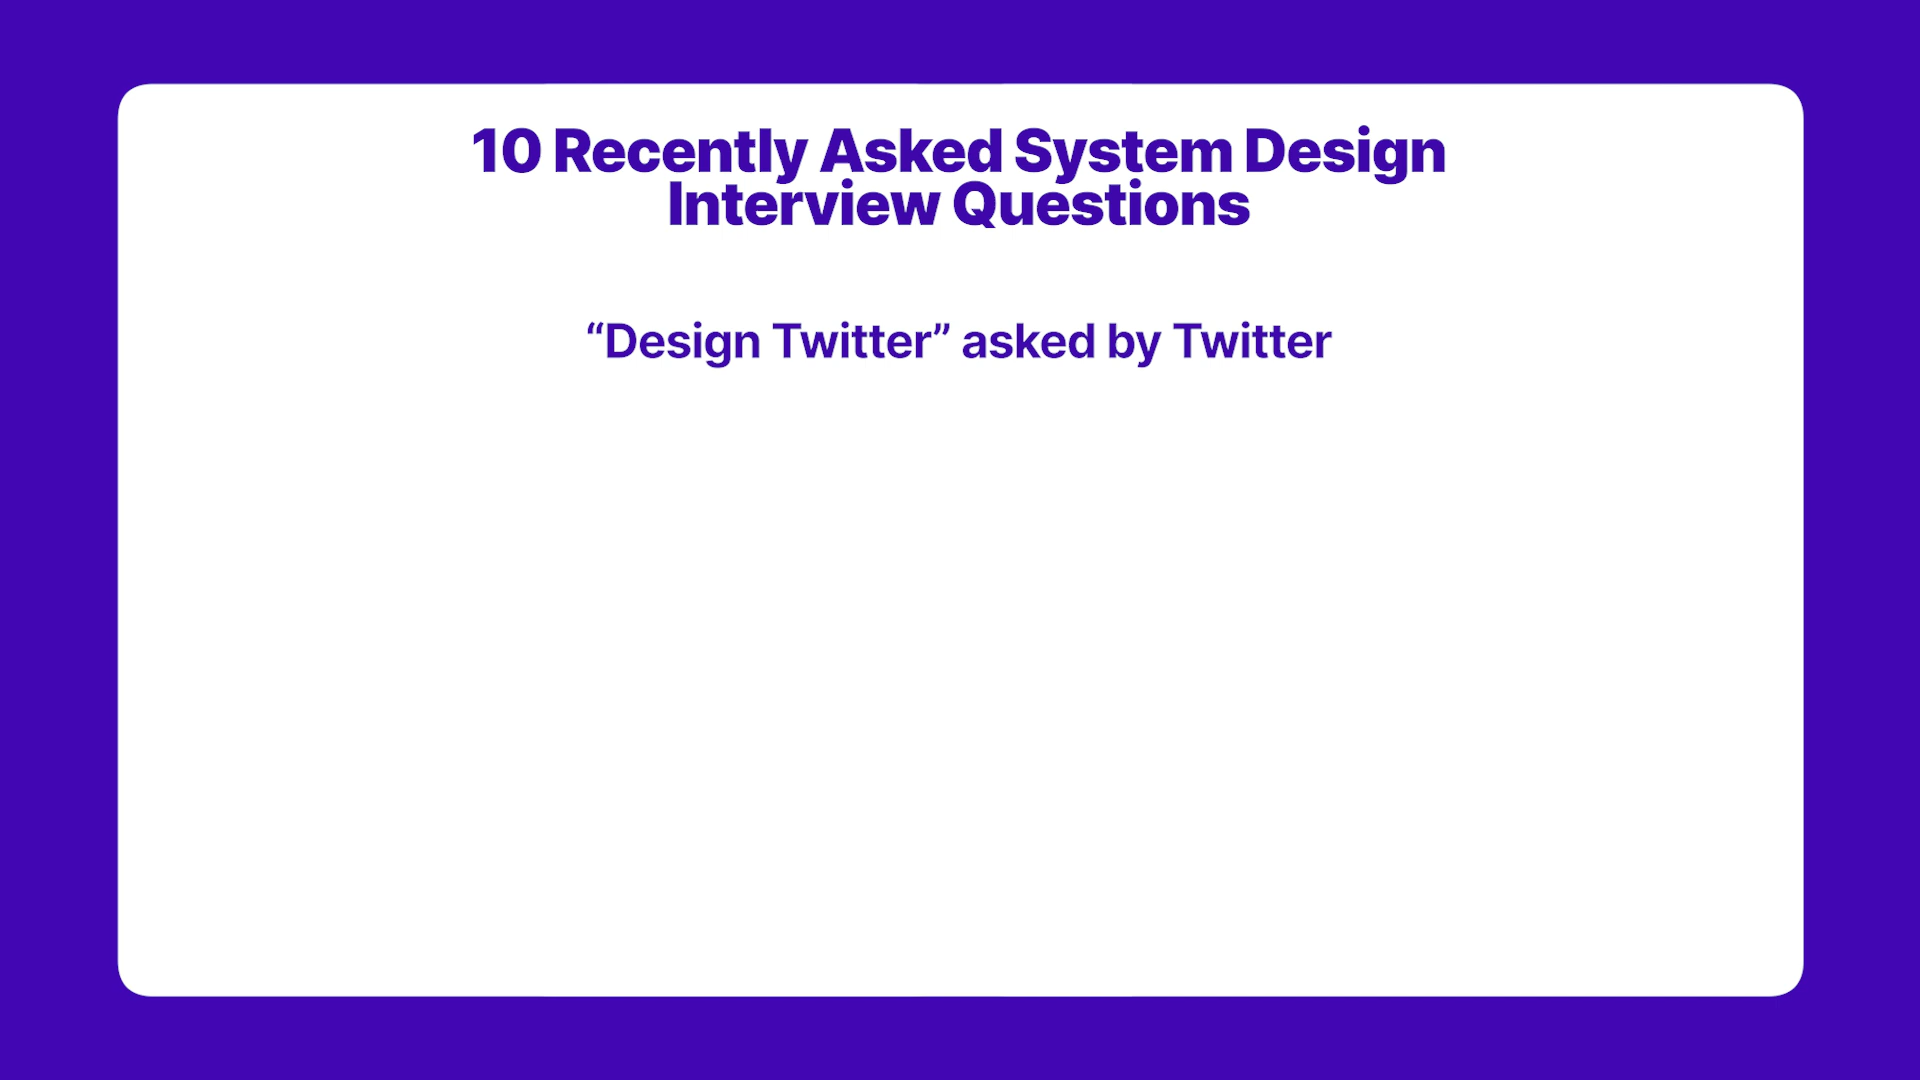 10 Recently Asked System Design
Interview Questions
“Design Twitter” asked by Twitter